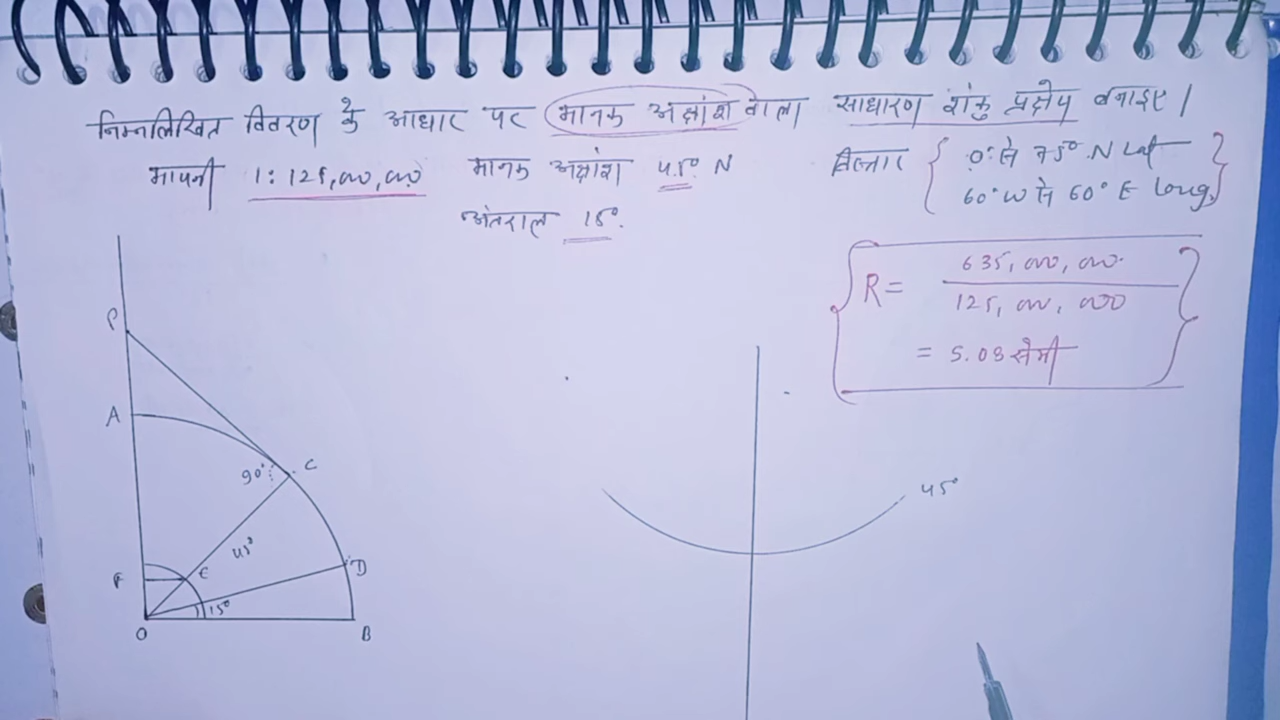 निम्नलिखित विवरण के आधार पर मानक अक्षांश वाला साधारण शंकु प्रक्षेप बनाइए।
मापनी 1: 125,000,000 मानक अक्षांश 45° N विस्तार { 0° से 75° N Lat
60° W से 60° E Long. }
अंतराल 15°.
R = 635,000,000
125,000,000
= 5.08 सेमी
P
A
90°
C
45°
45°
F
E
D
15°
O
B